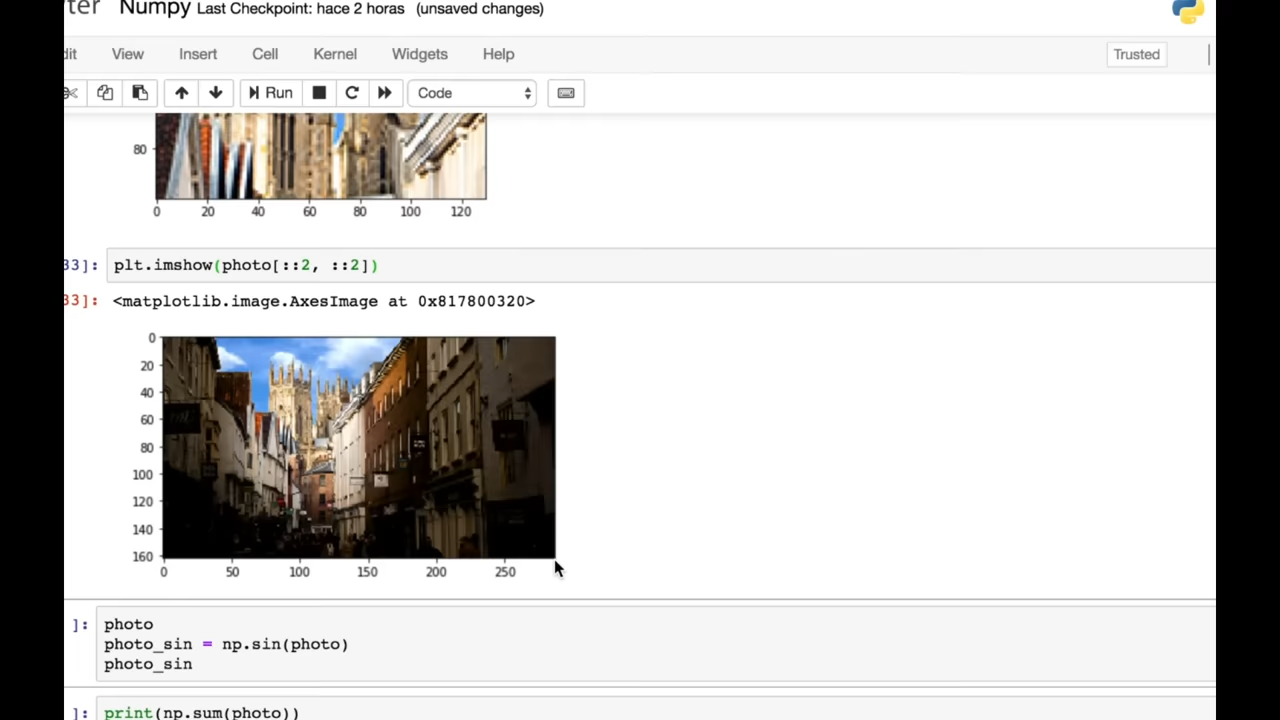 ter Numpy Last Checkpoint: hace 2 horas (unsaved changes)
dit View Insert Cell Kernel Widgets Help Trusted
Run Code
80
0 20 40 60 80 100 120
33]: plt.imshow(photo[::2, ::2])
33]: <matplotlib.image.AxesImage at 0x817800320>
0
20
40
60
80
100
120
140
160
0 50 100 150 200 250
]: photo
photo_sin = np.sin(photo)
photo_sin
]: print(np.sum(photo))